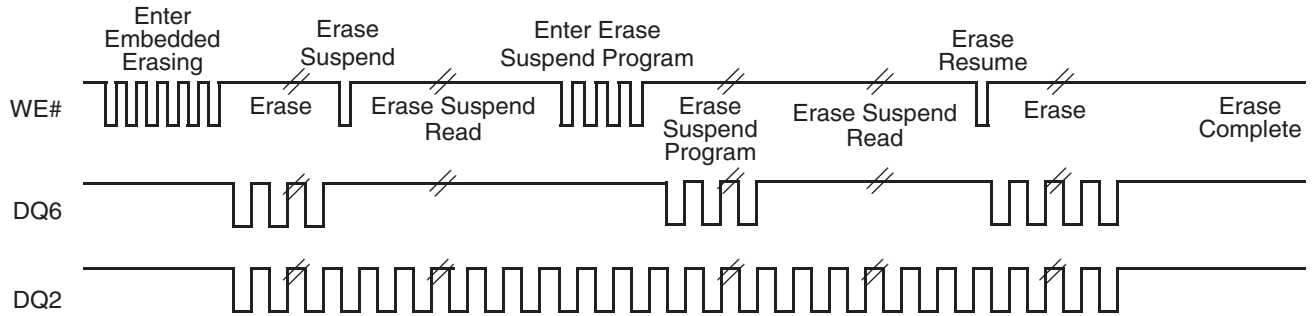 Enter
Embedded
Erasing
Erase
Suspend
Enter Erase
Suspend Program
Erase
Resume
WE#
Erase
Erase Suspend
Read
Erase
Suspend
Program
Erase Suspend
Read
Erase
Erase
Complete
DQ6
DQ2